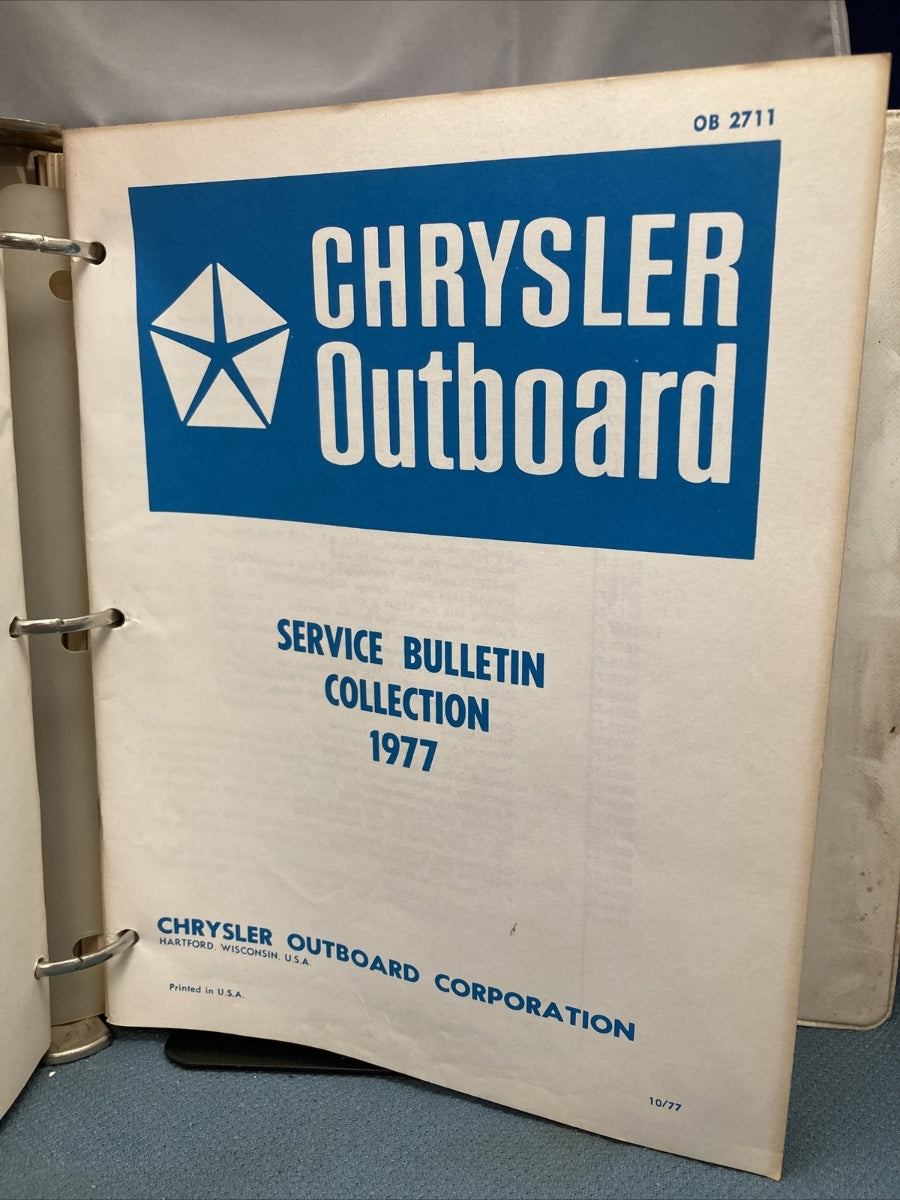 OB 2711
CHRYSLER
Outboard
SERVICE BULLETIN
COLLECTION
1977
CHRYSLER OUTBOARD CORPORATION
HARTFORD, WISCONSIN, U.S.A.
Printed in U.S.A.
10/77